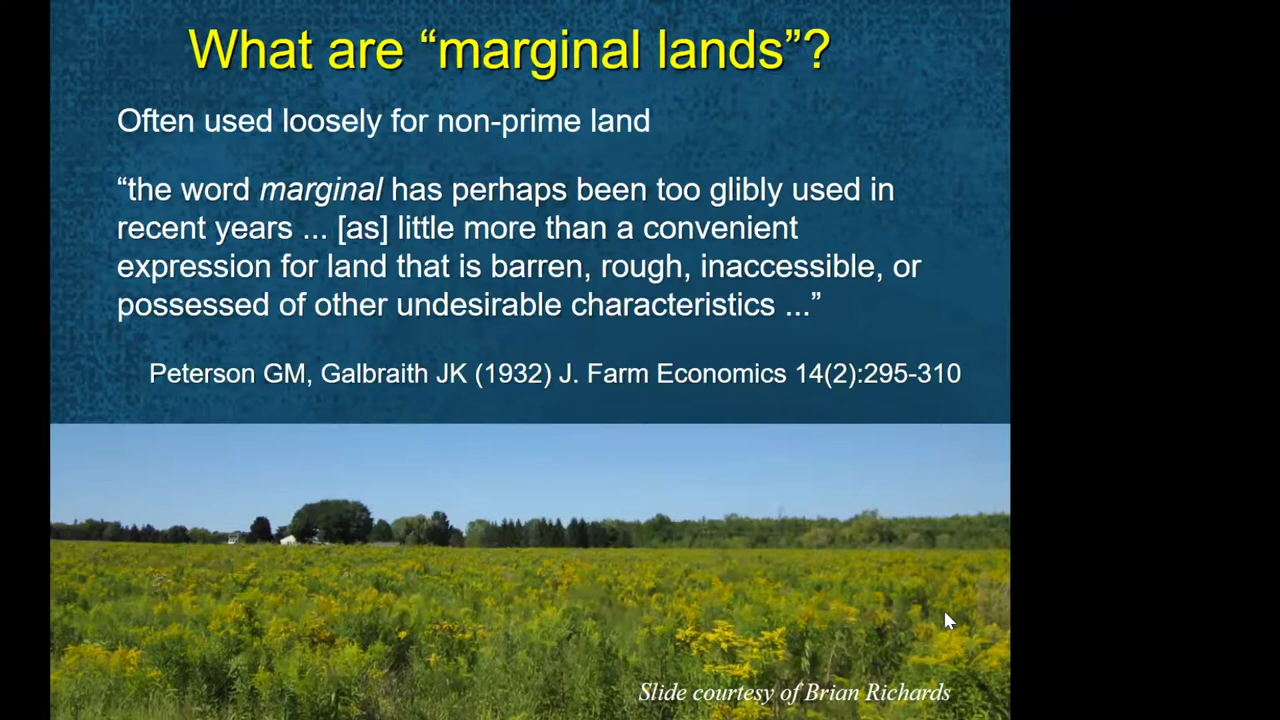 What are “marginal lands”?
Often used loosely for non-prime land
“the word marginal has perhaps been too glibly used in
recent years ... [as] little more than a convenient
expression for land that is barren, rough, inaccessible, or
possessed of other undesirable characteristics ...”
Peterson GM, Galbraith JK (1932) J. Farm Economics 14(2):295-310
Slide courtesy of Brian Richards